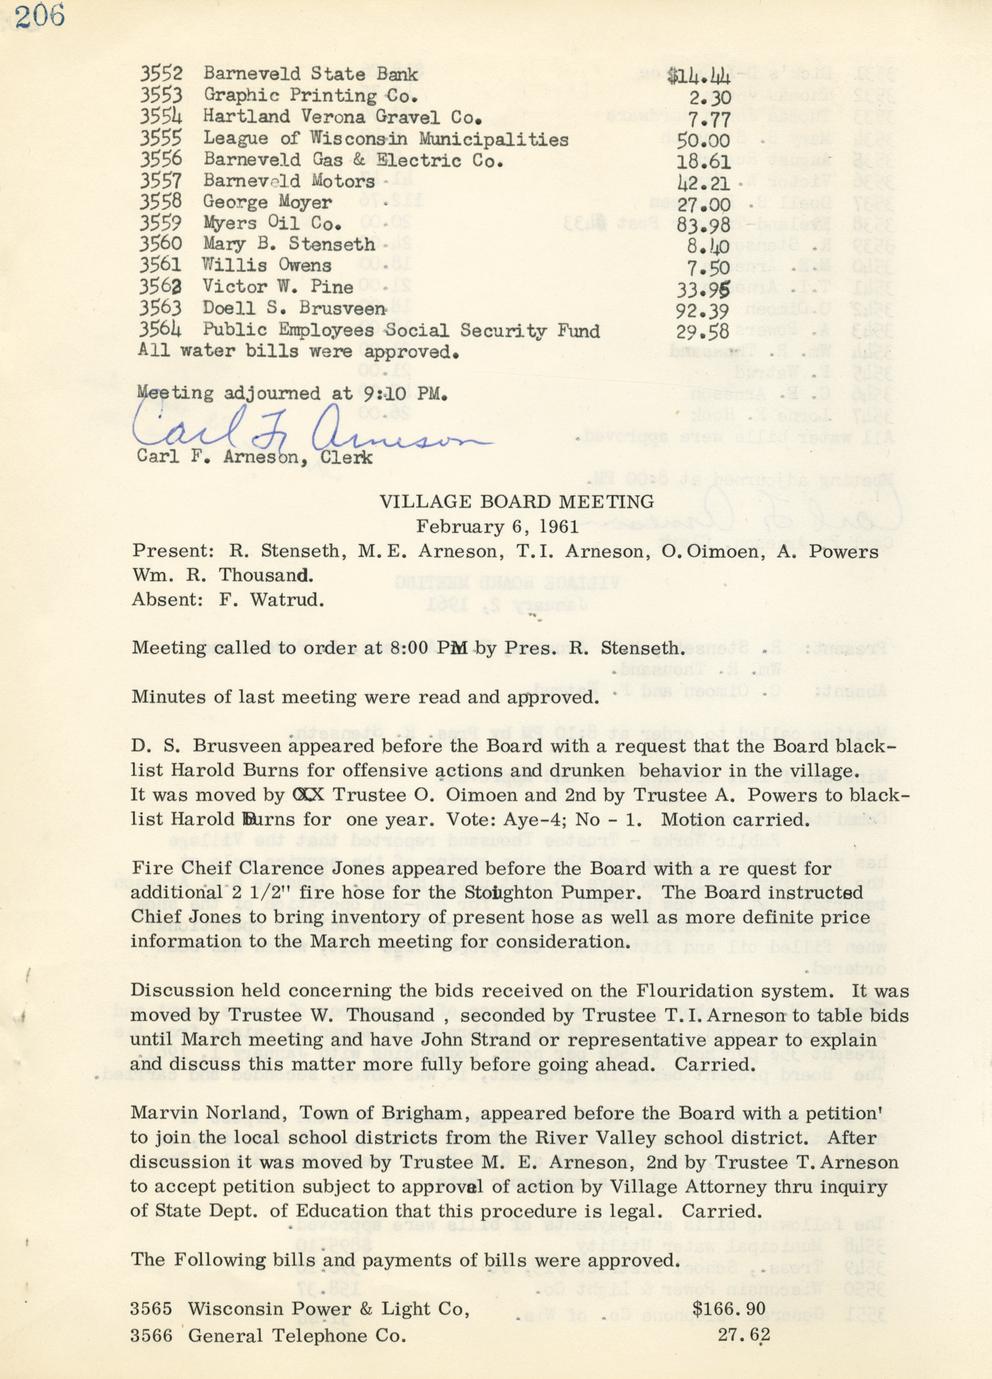 206
3552 Barneveld State Bank $14.44
3553 Graphic Printing Co. 2.30
3554 Hartland Verona Gravel Co. 7.77
3555 League of Wisconsin Municipalities 50.00
3556 Barneveld Gas & Electric Co. 18.61
3557 Barneveld Motors 42.21
3558 George Moyer 27.00
3559 Myers Oil Co. 83.98
3560 Mary B. Stenseth 8.40
3561 Willis Owens 7.50
3562 Victor W. Pine 33.95
3563 Doell S. Brusveen 92.39
3564 Public Employees Social Security Fund 29.58
All water bills were approved.
Meeting adjourned at 9:10 PM.
Carl F. Arneson
Carl F. Arneson, Clerk
VILLAGE BOARD MEETING
February 6, 1961
Present: R. Stenseth, M.E. Arneson, T.I. Arneson, O. Oimoen, A. Powers
Wm. R. Thousand.
Absent: F. Watrud.
Meeting called to order at 8:00 PM by Pres. R. Stenseth.
Minutes of last meeting were read and approved.
D. S. Brusveen appeared before the Board with a request that the Board black-
list Harold Burns for offensive actions and drunken behavior in the village.
It was moved by Trustee O. Oimoen and 2nd by Trustee A. Powers to black-
list Harold Burns for one year. Vote: Aye-4; No - 1. Motion carried.
Fire Cheif Clarence Jones appeared before the Board with a re quest for
additional 2 1/2" fire hose for the Stoughton Pumper. The Board instructed
Chief Jones to bring inventory of present hose as well as more definite price
information to the March meeting for consideration.
Discussion held concerning the bids received on the Flouridation system. It was
moved by Trustee W. Thousand , seconded by Trustee T.I. Arneson to table bids
until March meeting and have John Strand or representative appear to explain
and discuss this matter more fully before going ahead. Carried.
Marvin Norland, Town of Brigham, appeared before the Board with a petition'
to join the local school districts from the River Valley school district. After
discussion it was moved by Trustee M. E. Arneson, 2nd by Trustee T. Arneson
to accept petition subject to approval of action by Village Attorney thru inquiry
of State Dept. of Education that this procedure is legal. Carried.
The Following bills and payments of bills were approved.
3565 Wisconsin Power & Light Co, $166.90
3566 General Telephone Co. 27.62